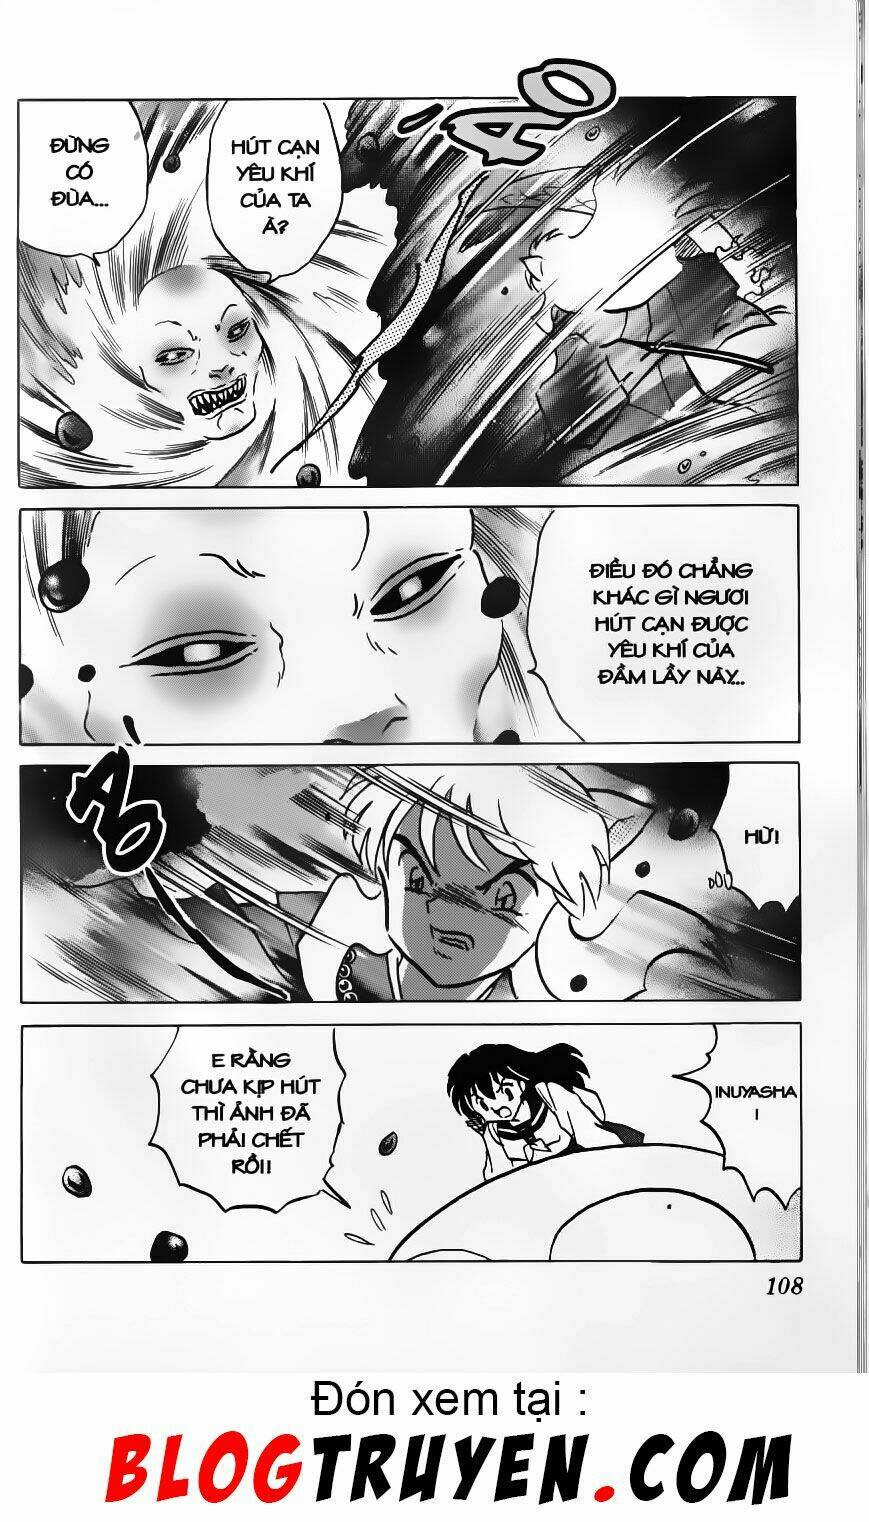 ÀO
HÚT CẠN
YÊU KHÍ
CỦA TA
À?
ĐỪNG
CÓ
ĐÙA...
ĐIỀU ĐÓ CHẲNG
KHÁC GÌ NGƯƠI
HÚT CẠN ĐƯỢC
YÊU KHÍ CỦA
ĐẦM LẦY NÀY...
HỪ!
ÀO
INUYASHA
!
E RẰNG
CHƯA KỊP HÚT
THÌ ẢNH ĐÃ
PHẢI CHẾT
RỒI!
108
Đón xem tại :
BLOGTRUYEN.COM